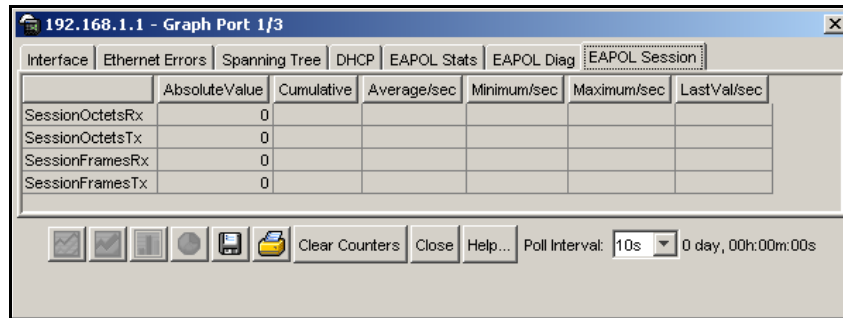 192.168.1.1 - Graph Port 1/3
Interface Ethernet Errors Spanning Tree DHCP EAPOL Stats EAPOL Diag EAPOL Session
AbsoluteValue Cumulative Average/sec Minimum/sec Maximum/sec LastVal/sec
SessionOctetsRx 0
SessionOctetsTx 0
SessionFramesRx 0
SessionFramesTx 0
Clear Counters Close Help... Poll Interval: 10s 0 day, 00h:00m:00s